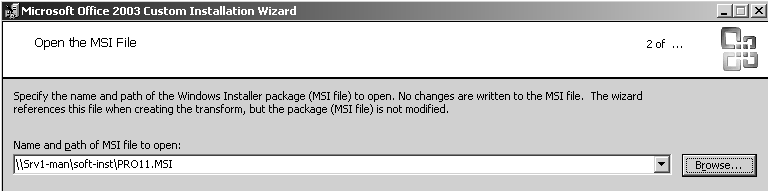 Microsoft Office 2003 Custom Installation Wizard
Open the MSI File
2 of ...
Specify the name and path of the Windows Installer package (MSI file) to open. No changes are written to the MSI file. The wizard
references this file when creating the transform, but the package (MSI file) is not modified.
Name and path of MSI file to open:
\\Srv1-man\soft-inst\PRO11.MSI
Browse...